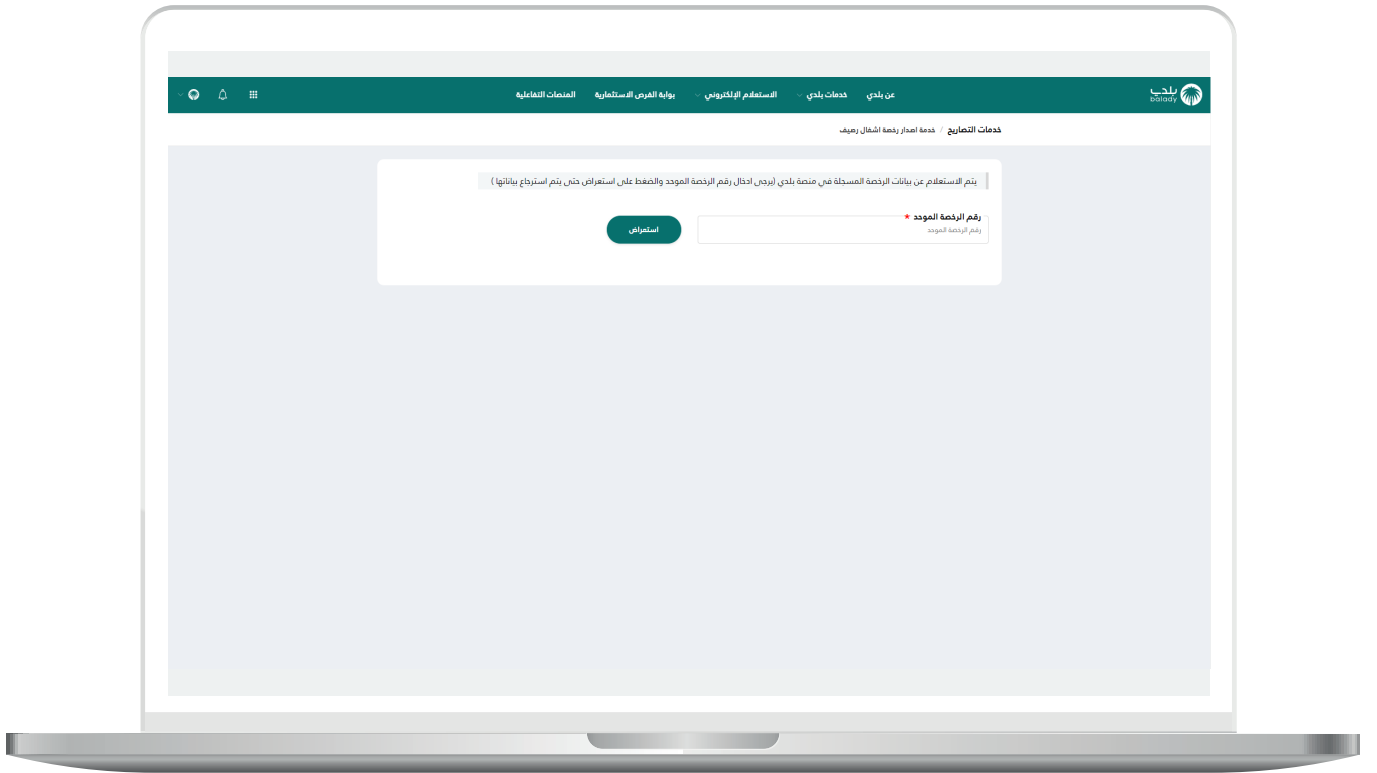 بلدي
balady
عن بلدي خدمات بلدي الاستعلام الإلكتروني بوابة الفرص الاستثمارية المنصات التفاعلية
خدمات التصاريح / خدمة اصدار رخصة اشغال رصيف
يتم الاستعلام عن بيانات الرخصة المسجلة في منصة بلدي (يرجى ادخال رقم الرخصة الموحد والضغط على استعراض حتى يتم استرجاع بياناتها )
رقم الرخصة الموحد *
رقم الرخصة الموحد
استعراض